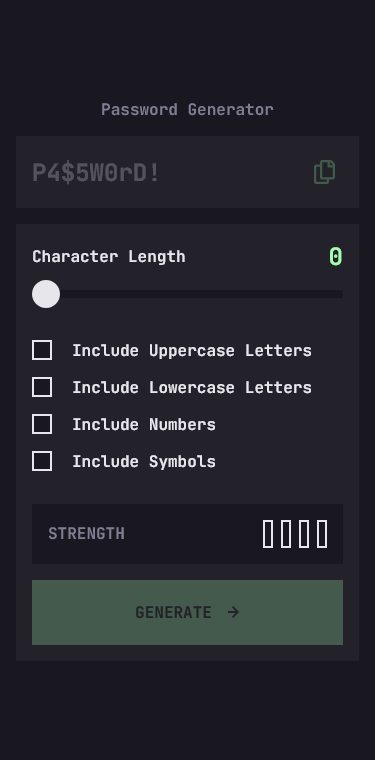 Password Generator
P4$5W0rD!
Character Length 0
Include Uppercase Letters
Include Lowercase Letters
Include Numbers
Include Symbols
STRENGTH
GENERATE →